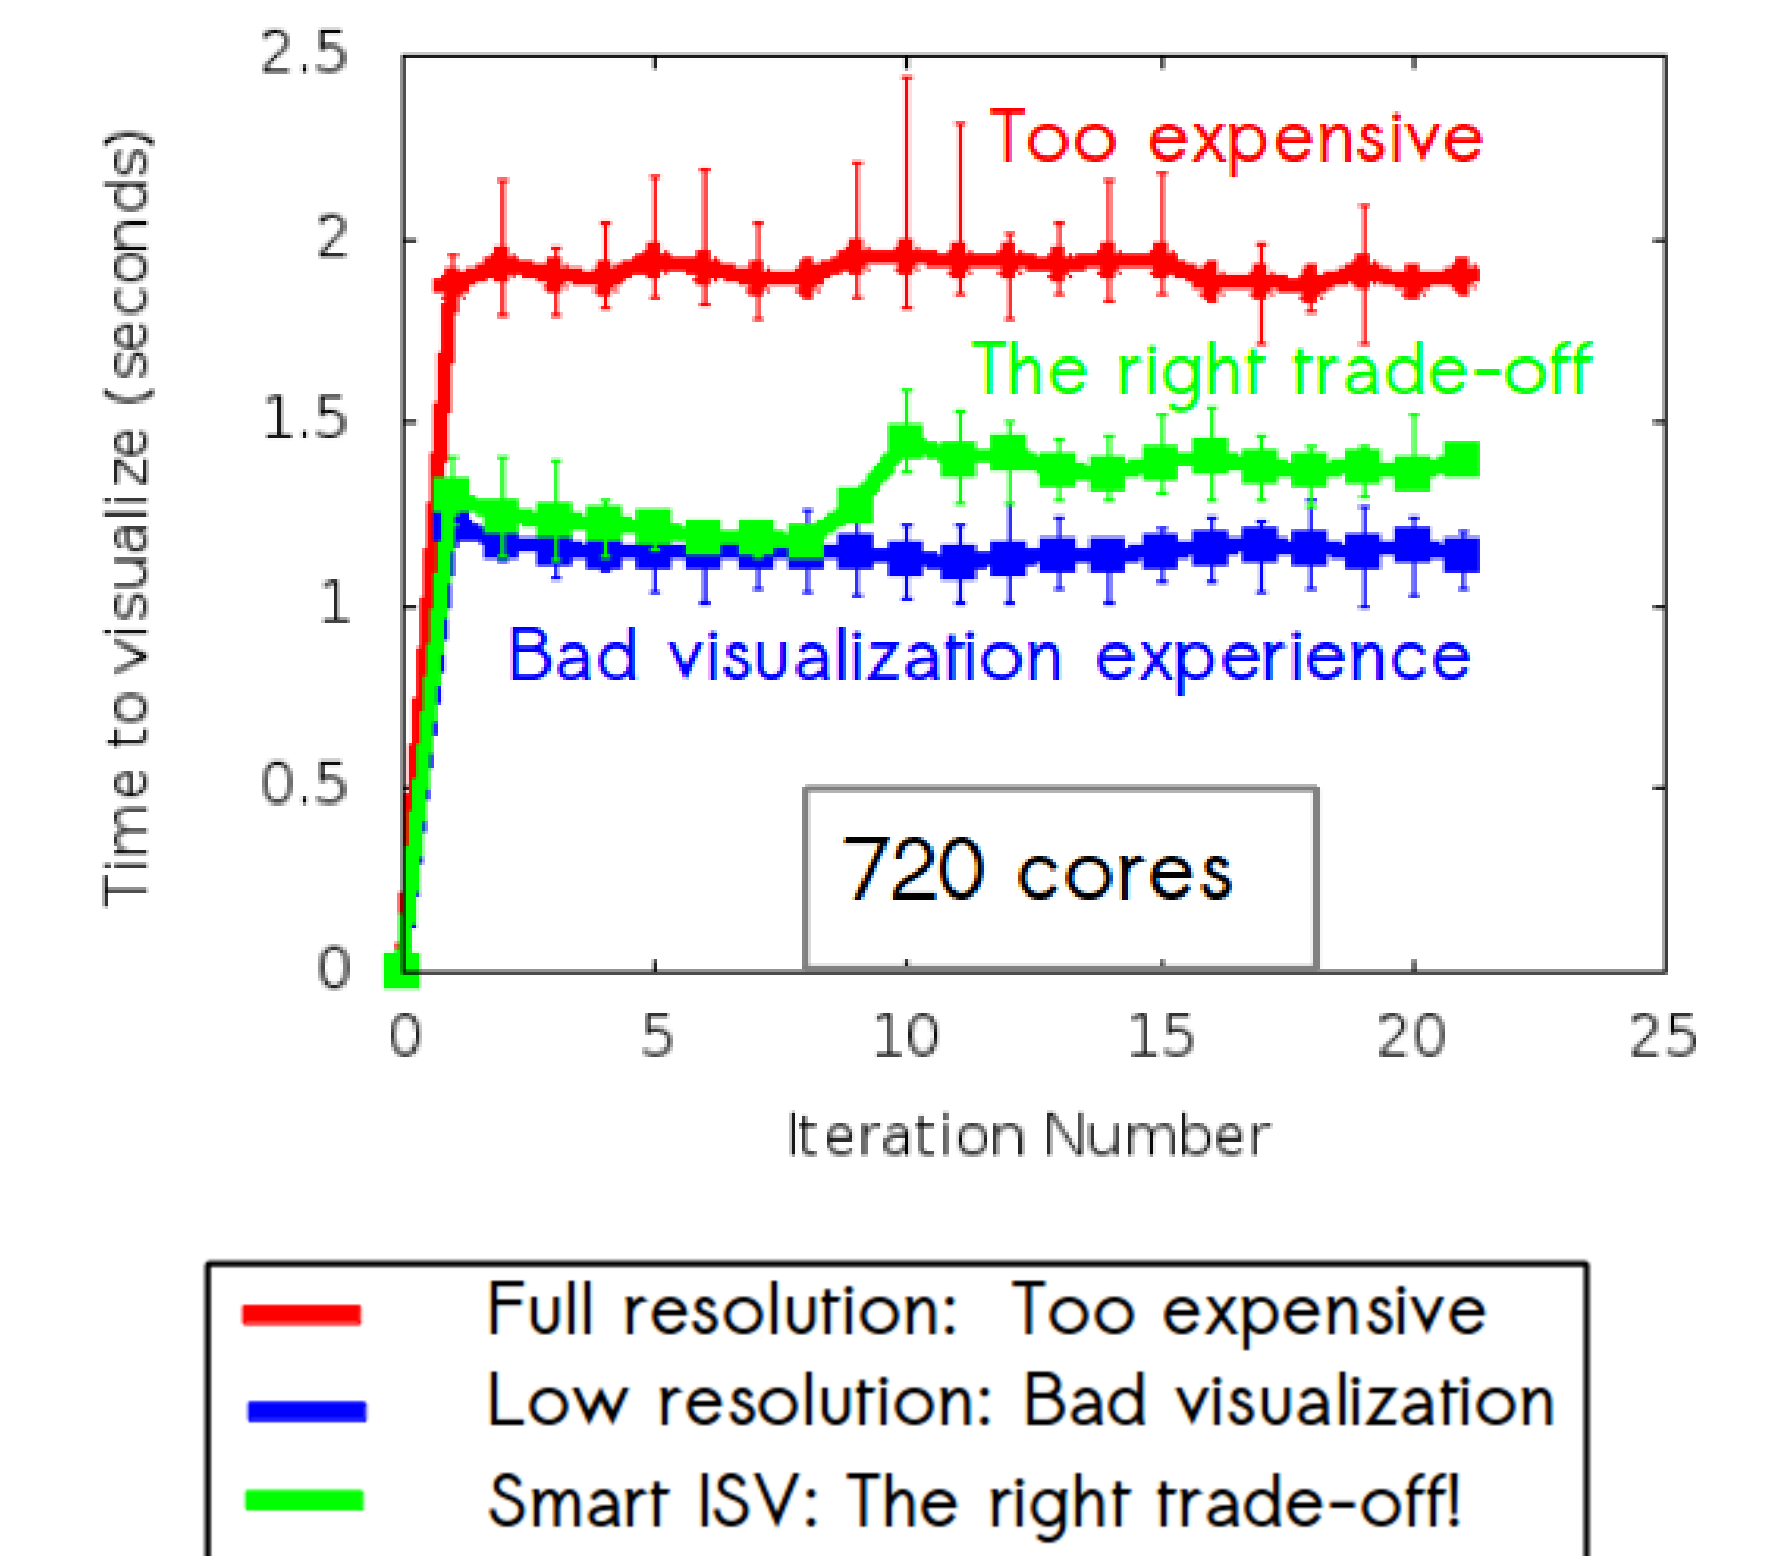 2.5
Too expensive
2
The right trade-off
1.5
1
Bad visualization experience
0.5
720 cores
0
Time to visualize (seconds)
0 5 10 15 20 25
Iteration Number
Full resolution: Too expensive
Low resolution: Bad visualization
Smart ISV: The right trade-off!